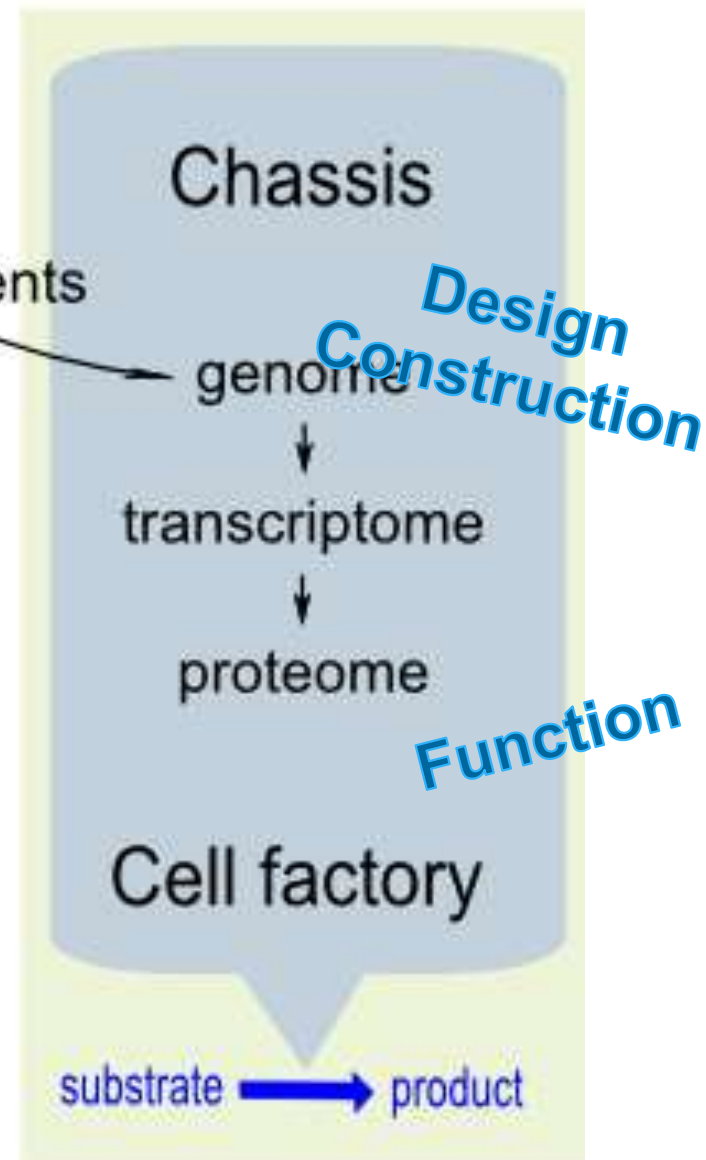 Chassis
ents
Design
Construction
genome
transcriptome
proteome
Function
Cell factory
substrate product